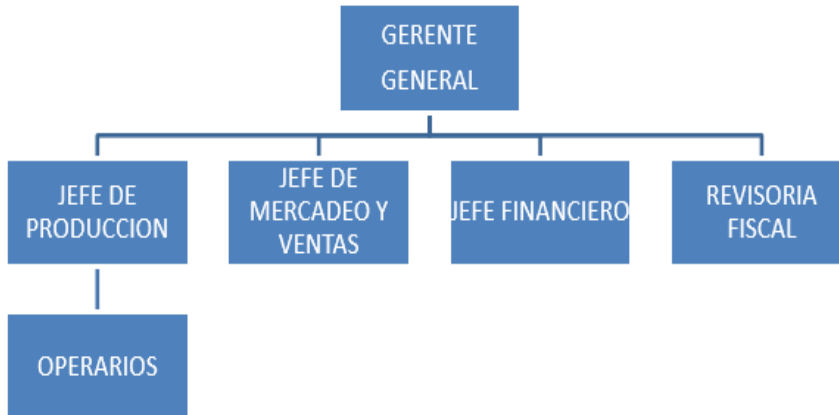 GERENTE
GENERAL
JEFE DE
PRODUCCION
JEFE DE
MERCADEO Y
VENTAS
JEFE FINANCIERO
REVISORIA
FISCAL
OPERARIOS